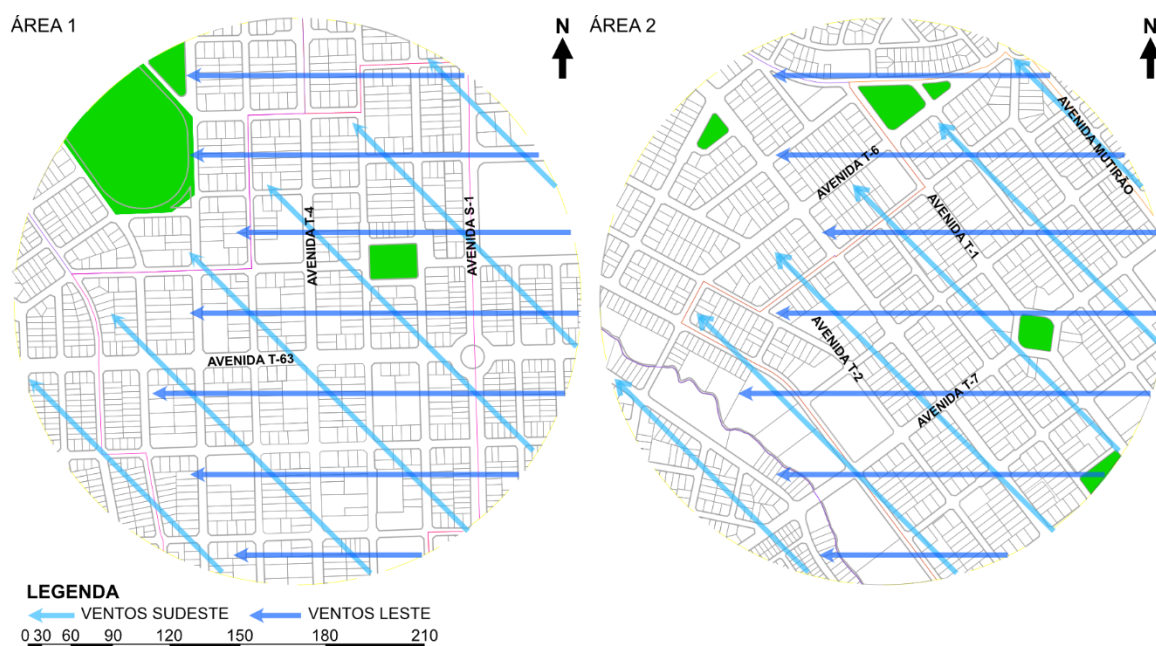 ÁREA 1
N
AVENIDA T-4
AVENIDA S-1
AVENIDA T-63
ÁREA 2
N
AVENIDA MUTIRÃO
AVENIDA T-6
AVENIDA T-1
AVENIDA T-2
AVENIDA T-7
LEGENDA
VENTOS SUDESTE
VENTOS LESTE
0 30 60 90 120 150 180 210